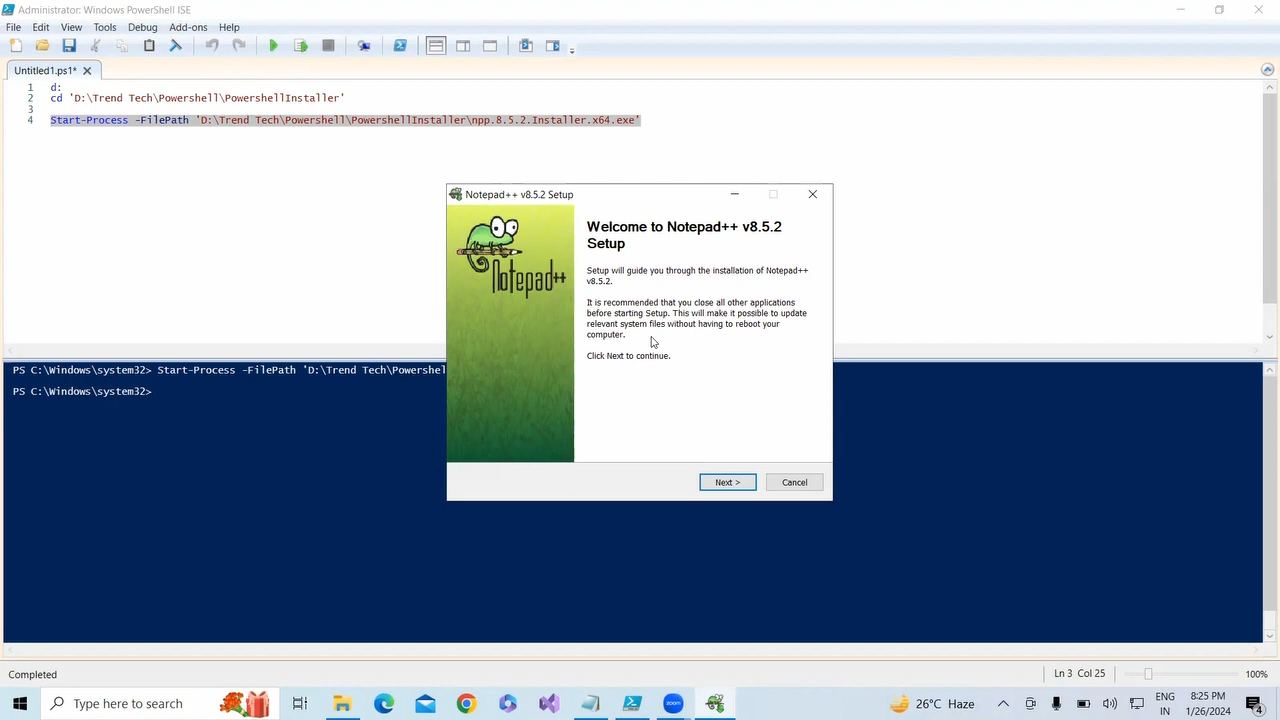 Administrator: Windows PowerShell ISE
File Edit View Tools Debug Add-ons Help
Untitled1.ps1*
1 d:
2 cd 'D:\Trend Tech\Powershell\PowershellInstaller'
3
4 Start-Process -FilePath 'D:\Trend Tech\Powershell\PowershellInstaller\npp.8.5.2.Installer.x64.exe'
Notepad++ v8.5.2 Setup
Notepad++
Welcome to Notepad++ v8.5.2
Setup
Setup will guide you through the installation of Notepad++
v8.5.2.
It is recommended that you close all other applications
before starting Setup. This will make it possible to update
relevant system files without having to reboot your
computer.
Click Next to continue.
Next >
Cancel
PS C:\Windows\system32> Start-Process -FilePath 'D:\Trend Tech\Powershel
PS C:\Windows\system32>
Completed
Ln 3 Col 25
100%
Type here to search
zoom
26°C Haze
ENG
IN
8:25 PM
1/26/2024
4